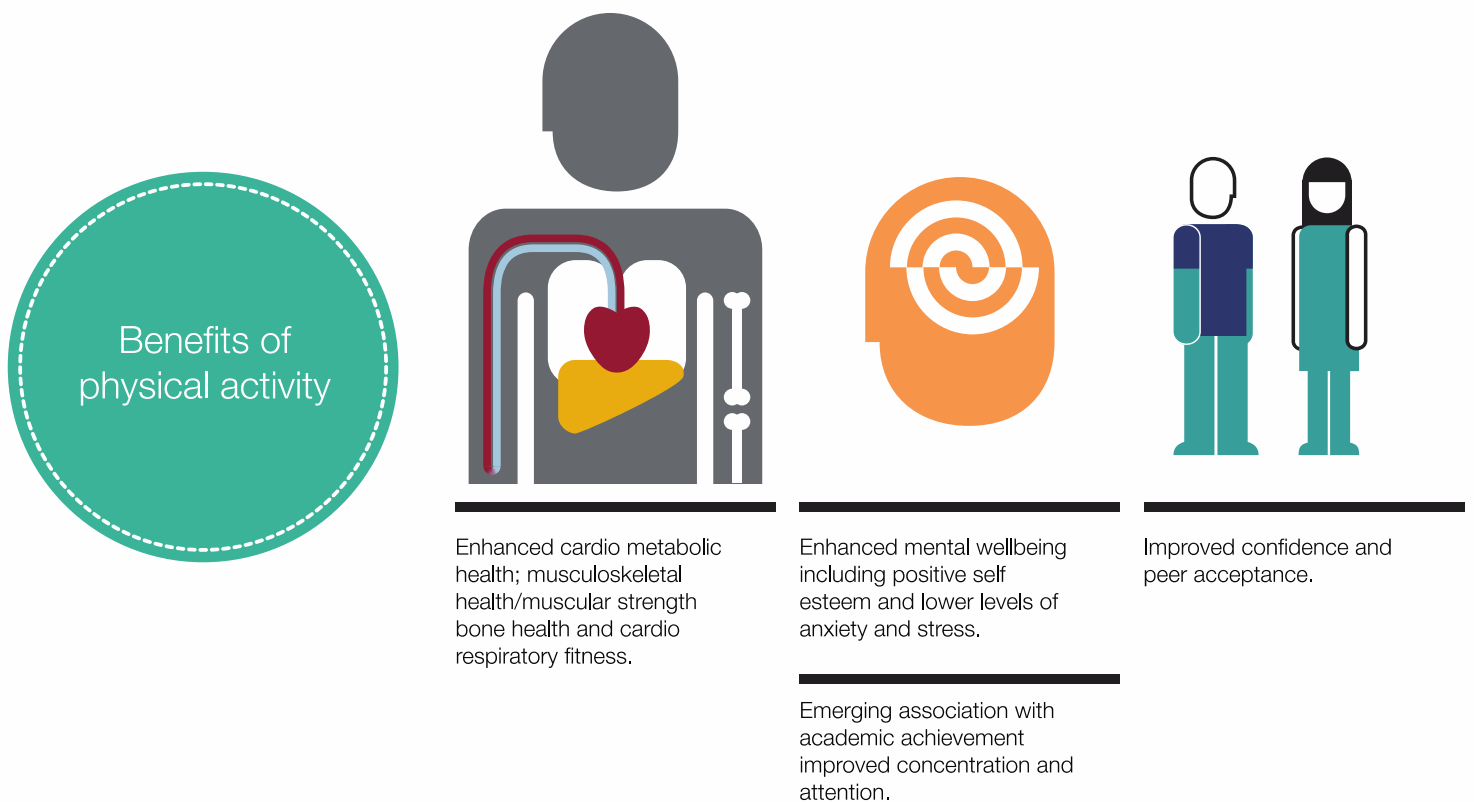 Benefits of
physical activity
Enhanced cardio metabolic
health; musculoskeletal
health/muscular strength
bone health and cardio
respiratory fitness.
Enhanced mental wellbeing
including positive self
esteem and lower levels of
anxiety and stress.
Emerging association with
academic achievement
improved concentration and
attention.
Improved confidence and
peer acceptance.